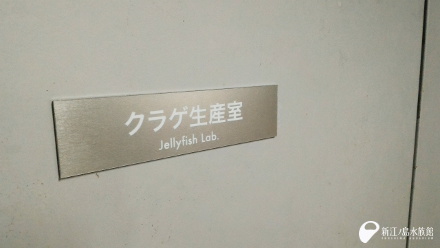 クラゲ生産室
Jellyfish Lab.
新江ノ島水族館